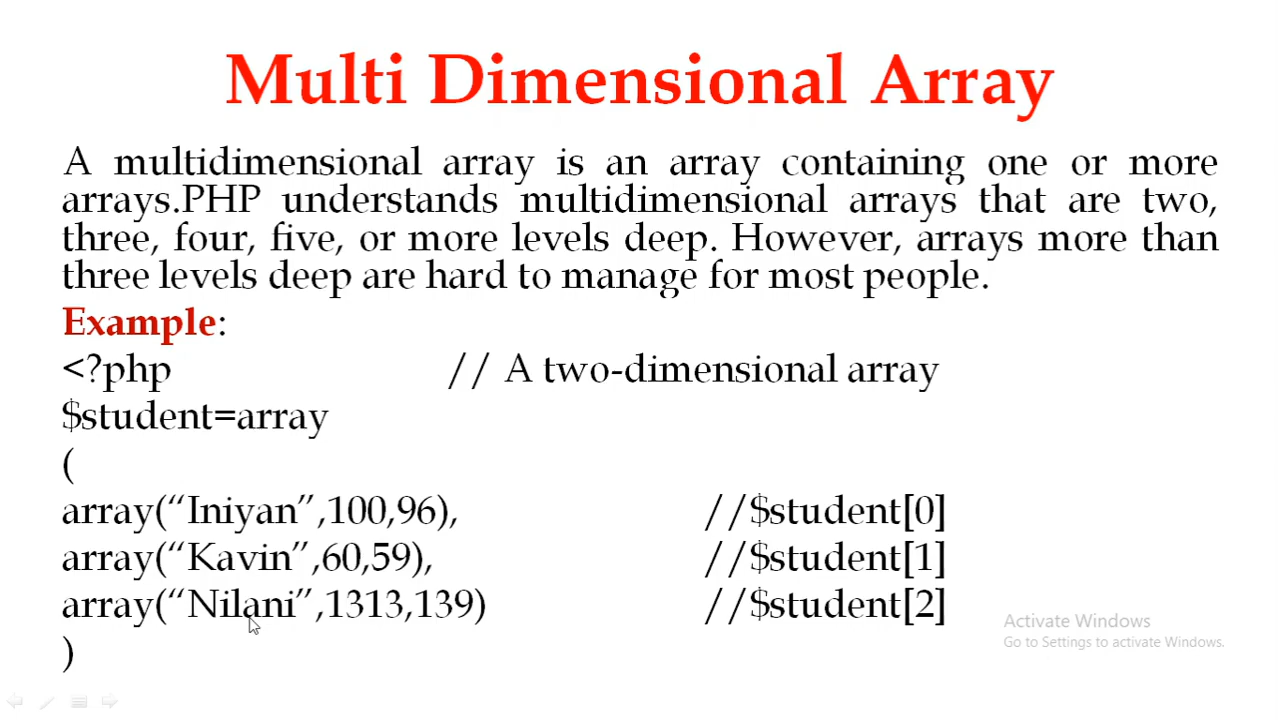 Multi Dimensional Array
A multidimensional array is an array containing one or more
arrays.PHP understands multidimensional arrays that are two,
three, four, five, or more levels deep. However, arrays more than
three levels deep are hard to manage for most people.
Example:
<?php // A two-dimensional array
$student=array
(
array(“Iniyan”,100,96), //$student[0]
array(“Kavin”,60,59), //$student[1]
array(“Nilani”,1313,139) //$student[2]
)
Activate Windows
Go to Settings to activate Windows.